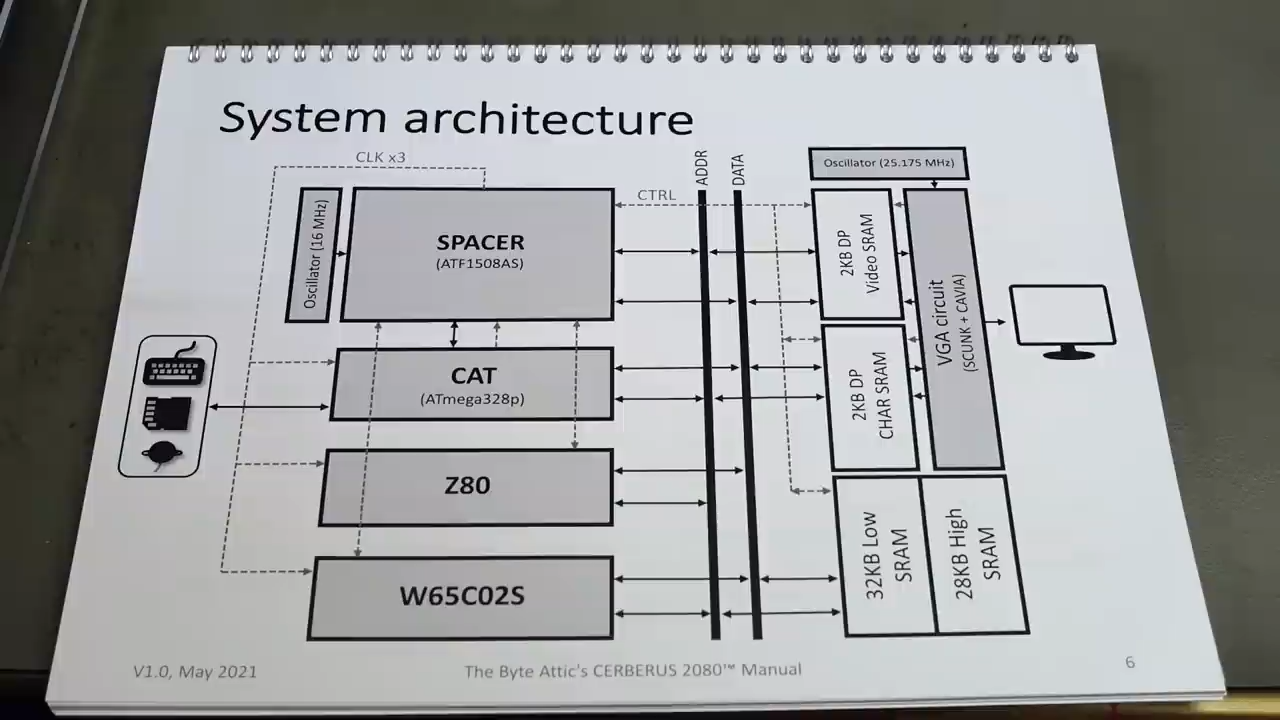 System architecture
CLK x3
ADDR
DATA
Oscillator (25.175 MHz)
CTRL
Oscillator (16 MHz)
SPACER
(ATF1508AS)
2KB DP
Video SRAM
VGA circuit
(SCUNK + CAVIA)
CAT
(ATmega328p)
2KB DP
CHAR SRAM
Z80
32KB Low
SRAM
28KB High
SRAM
W65C02S
V1.0, May 2021
The Byte Attic's CERBERUS 2080™ Manual
6